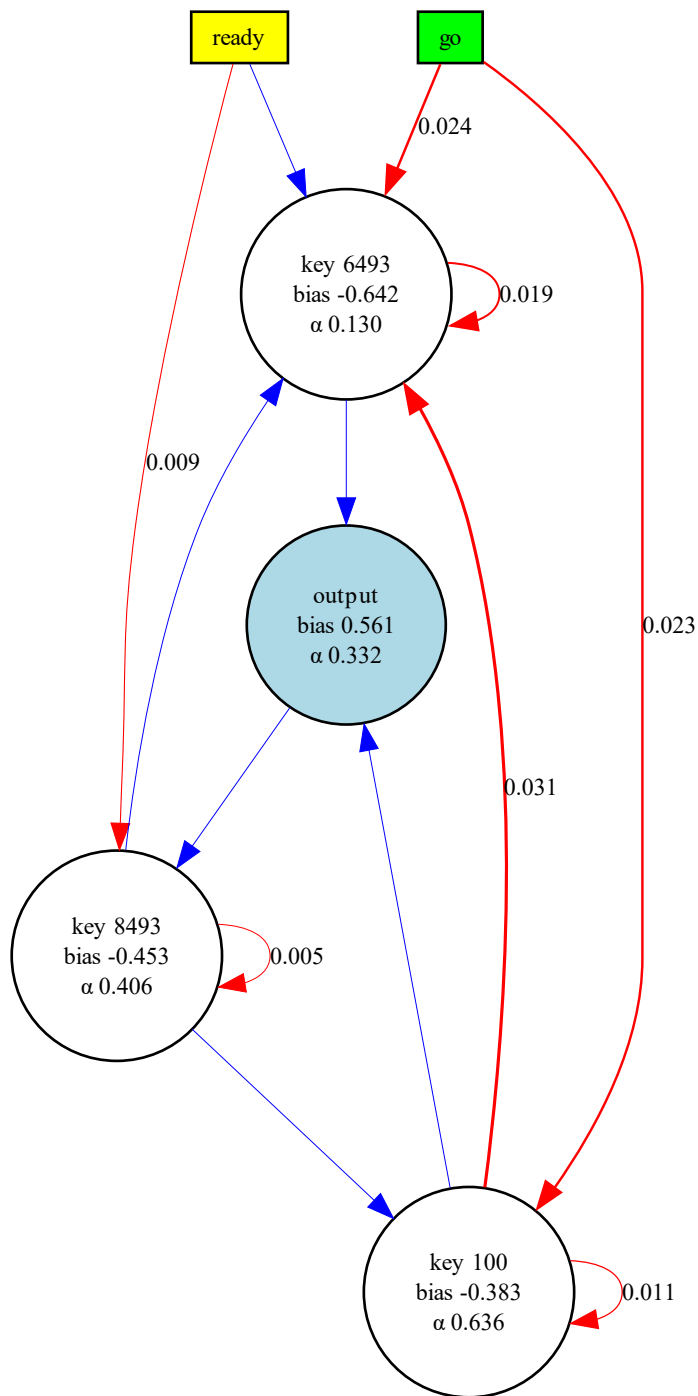 ready
go
0.024
key 6493
bias -0.642
α 0.130
0.019
0.009
output
bias 0.561
α 0.332
0.023
0.031
key 8493
bias -0.453
α 0.406
0.005
key 100
bias -0.383
α 0.636
0.011